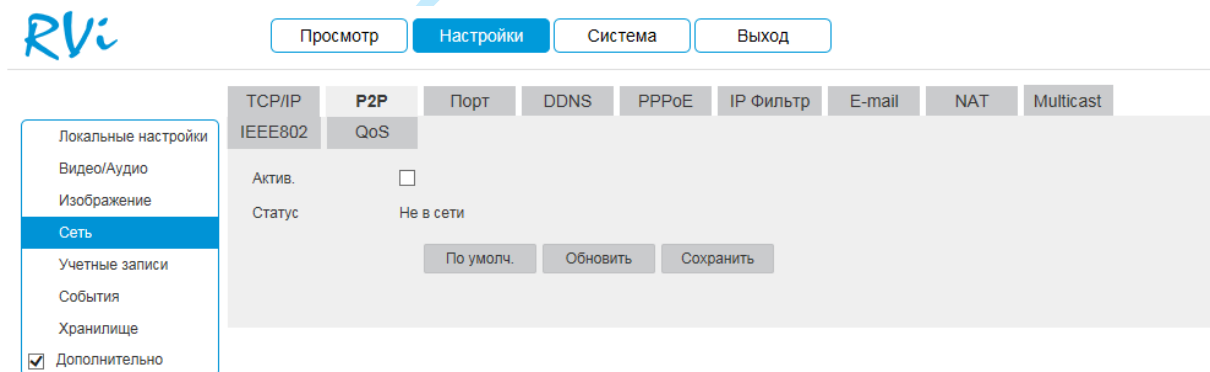 RVi
Просмотр Настройки Система Выход
TCP/IP P2P Порт DDNS PPPoE IP Фильтр E-mail NAT Multicast
IEEE802 QoS
Локальные настройки
Видео/Аудио
Изображение
Сеть
Учетные записи
События
Хранилище
Дополнительно
Актив.
Статус Не в сети
По умолч. Обновить Сохранить